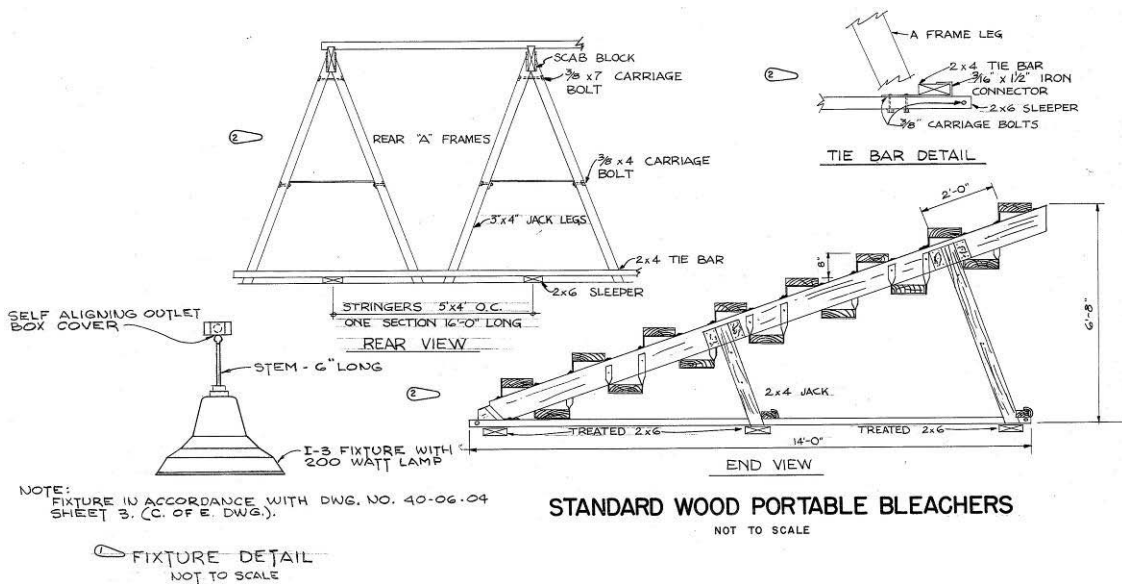 SCAB BLOCK
3/8 x 7 CARRIAGE
BOLT
REAR "A" FRAMES
2
3/8 x 4 CARRIAGE
BOLT
3"x4" JACK LEGS
2x4 TIE BAR
2x6 SLEEPER
STRINGERS 5'x4' O.C.
ONE SECTION 16'-0" LONG
REAR VIEW
A FRAME LEG
2
2x4 TIE BAR
3/16" x 1 1/2" IRON
CONNECTOR
2x6 SLEEPER
3/8" CARRIAGE BOLTS
TIE BAR DETAIL
2'-0"
8"
6'-8"
2
2x4 JACK
TREATED 2x6
TREATED 2x6
14'-0"
END VIEW
STANDARD WOOD PORTABLE BLEACHERS
NOT TO SCALE
SELF ALIGNING OUTLET
BOX COVER
STEM - 6" LONG
I-3 FIXTURE WITH
200 WATT LAMP
NOTE:
FIXTURE IN ACCORDANCE WITH DWG. NO. 40-06-04
SHEET 3. (C. OF E. DWG.).
1
FIXTURE DETAIL
NOT TO SCALE